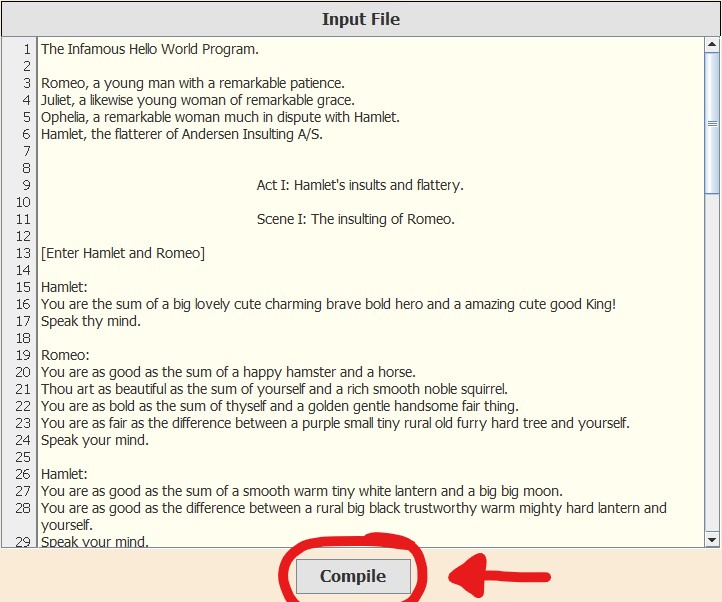 Input File
1 The Infamous Hello World Program.
2
3 Romeo, a young man with a remarkable patience.
4 Juliet, a likewise young woman of remarkable grace.
5 Ophelia, a remarkable woman much in dispute with Hamlet.
6 Hamlet, the flatterer of Andersen Insulting A/S.
7
8
9 Act I: Hamlet's insults and flattery.
10
11 Scene I: The insulting of Romeo.
12
13 [Enter Hamlet and Romeo]
14
15 Hamlet:
16 You are the sum of a big lovely cute charming brave bold hero and a amazing cute good King!
17 Speak thy mind.
18
19 Romeo:
20 You are as good as the sum of a happy hamster and a horse.
21 Thou art as beautiful as the sum of yourself and a rich smooth noble squirrel.
22 You are as bold as the sum of thyself and a golden gentle handsome fair thing.
23 You are as fair as the difference between a purple small tiny rural old furry hard tree and yourself.
24 Speak your mind.
25
26 Hamlet:
27 You are as good as the sum of a smooth warm tiny white lantern and a big big moon.
28 You are as good as the difference between a rural big black trustworthy warm mighty hard lantern and
yourself.
29 Speak your mind.
Compile